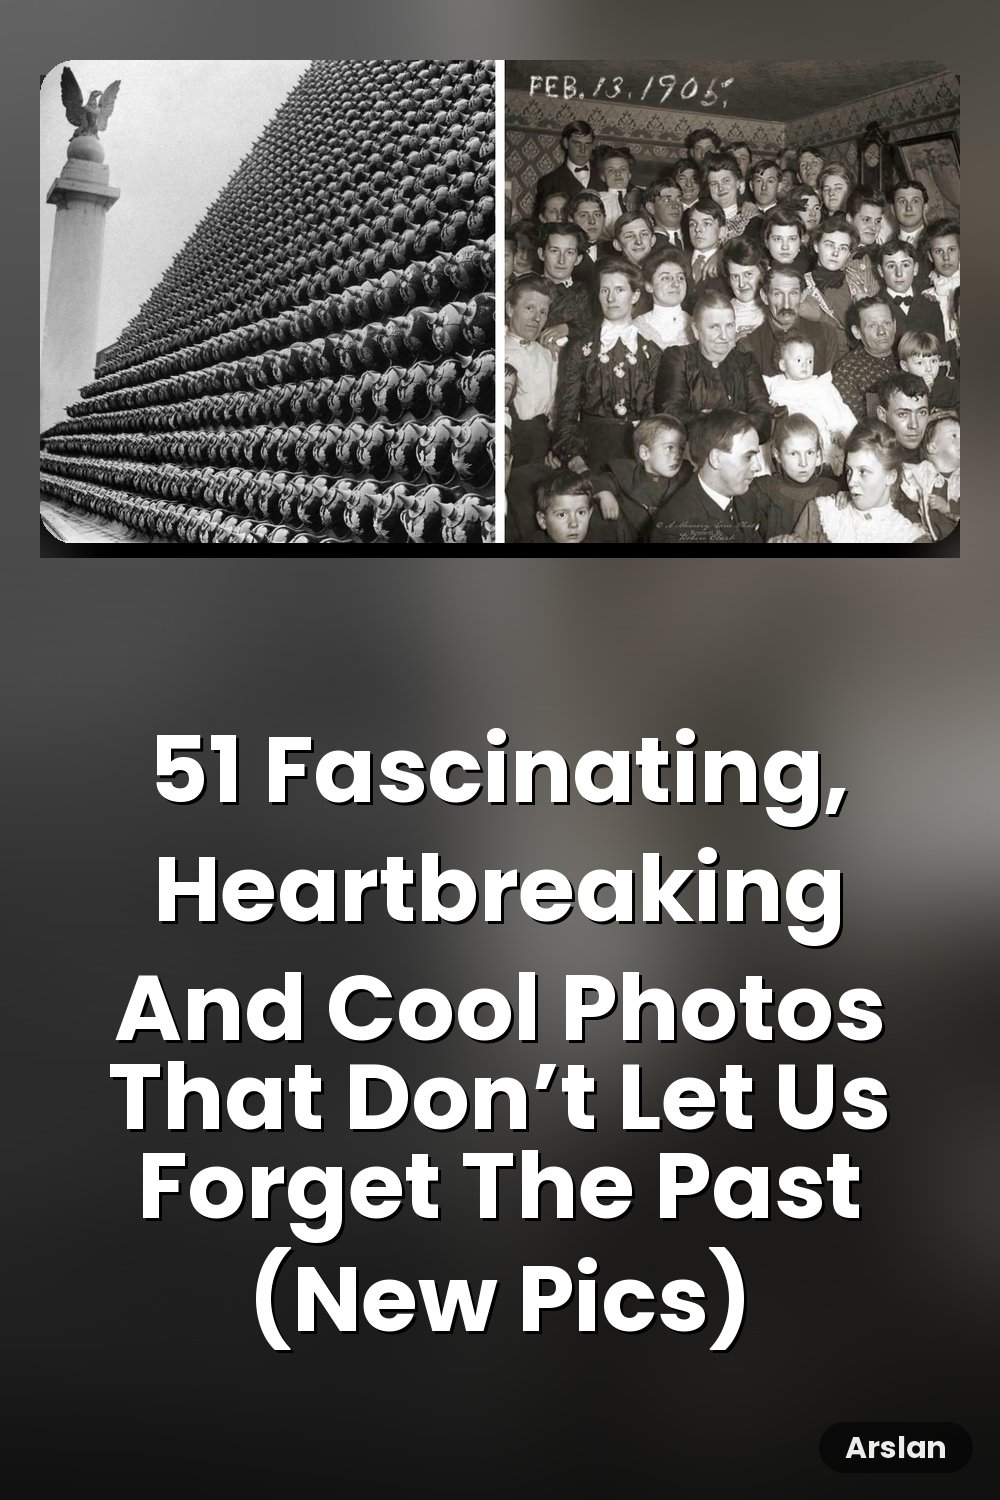 FEB. 13. 1905.
51 Fascinating,
Heartbreaking
And Cool Photos
That Don’t Let Us
Forget The Past
(New Pics)
Arslan